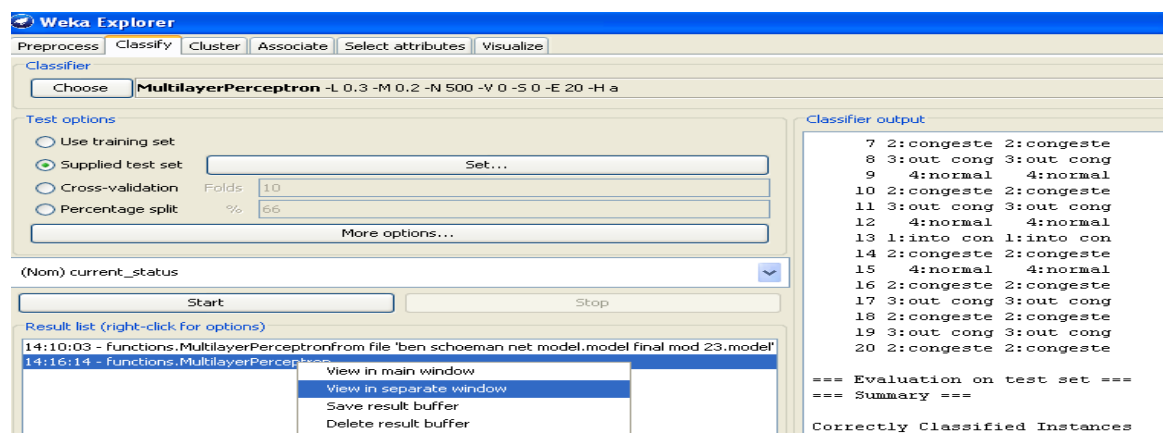 Weka Explorer
Preprocess Classify Cluster Associate Select attributes Visualize
Classifier
Choose MultilayerPerceptron -L 0.3 -M 0.2 -N 500 -V 0 -S 0 -E 20 -H a
Test options
Use training set
Supplied test set Set...
Cross-validation Folds 10
Percentage split % 66
More options...
(Nom) current_status
Start Stop
Result list (right-click for options)
14:10:03 - functions.MultilayerPerceptronfrom file 'ben schoeman net model.model final mod 23.model'
14:16:14 - functions.MultilayerPerceptron
View in main window
View in separate window
Save result buffer
Delete result buffer
Classifier output
7 2:congeste 2:congeste
8 3:out cong 3:out cong
9 4:normal 4:normal
10 2:congeste 2:congeste
11 3:out cong 3:out cong
12 4:normal 4:normal
13 1:into con 1:into con
14 2:congeste 2:congeste
15 4:normal 4:normal
16 2:congeste 2:congeste
17 3:out cong 3:out cong
18 2:congeste 2:congeste
19 3:out cong 3:out cong
20 2:congeste 2:congeste
=== Evaluation on test set ===
=== Summary ===
Correctly Classified Instances